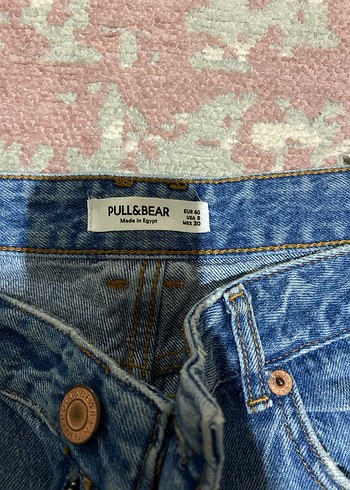 PULL&BEAR
Made in Egypt
EUR 40
USA 8
MEX 30